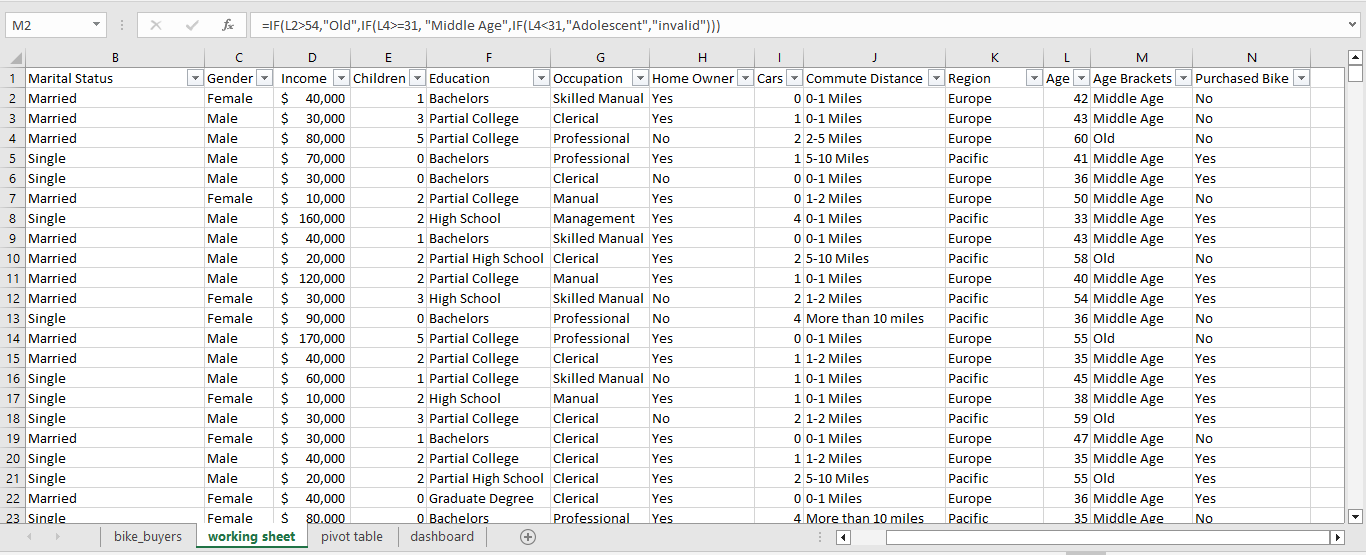 M2 fx =IF(L2>54,"Old",IF(L4>=31, "Middle Age",IF(L4<31,"Adolescent","invalid")))
B C D E F G H I J K L M N
1 Marital Status Gender Income Children Education Occupation Home Owner Cars Commute Distance Region Age Age Brackets Purchased Bike
2 Married Female $ 40,000 1 Bachelors Skilled Manual Yes 0 0-1 Miles Europe 42 Middle Age No
3 Married Male $ 30,000 3 Partial College Clerical Yes 1 0-1 Miles Europe 43 Middle Age No
4 Married Male $ 80,000 5 Partial College Professional No 2 2-5 Miles Europe 60 Old No
5 Single Male $ 70,000 0 Bachelors Professional Yes 1 5-10 Miles Pacific 41 Middle Age Yes
6 Single Male $ 30,000 0 Bachelors Clerical No 0 0-1 Miles Europe 36 Middle Age Yes
7 Married Female $ 10,000 2 Partial College Manual Yes 0 1-2 Miles Europe 50 Middle Age No
8 Single Male $ 160,000 2 High School Management Yes 4 0-1 Miles Pacific 33 Middle Age Yes
9 Married Male $ 40,000 1 Bachelors Skilled Manual Yes 0 0-1 Miles Europe 43 Middle Age Yes
10 Married Male $ 20,000 2 Partial High School Clerical Yes 2 5-10 Miles Pacific 58 Old No
11 Married Male $ 120,000 2 Partial College Manual Yes 1 0-1 Miles Europe 40 Middle Age Yes
12 Married Female $ 30,000 3 High School Skilled Manual No 2 1-2 Miles Pacific 54 Middle Age Yes
13 Single Female $ 90,000 0 Bachelors Professional No 4 More than 10 miles Pacific 36 Middle Age No
14 Married Male $ 170,000 5 Partial College Professional Yes 0 0-1 Miles Europe 55 Old No
15 Married Male $ 40,000 2 Partial College Clerical Yes 1 1-2 Miles Europe 35 Middle Age Yes
16 Single Male $ 60,000 1 Partial College Skilled Manual No 1 0-1 Miles Pacific 45 Middle Age Yes
17 Single Female $ 10,000 2 High School Manual Yes 1 0-1 Miles Europe 38 Middle Age Yes
18 Single Male $ 30,000 3 Partial College Clerical No 2 1-2 Miles Pacific 59 Old Yes
19 Married Female $ 30,000 1 Bachelors Clerical Yes 0 0-1 Miles Europe 47 Middle Age No
20 Single Male $ 40,000 2 Partial College Clerical Yes 1 1-2 Miles Europe 35 Middle Age Yes
21 Single Male $ 20,000 2 Partial High School Clerical Yes 2 5-10 Miles Pacific 55 Old Yes
22 Married Female $ 40,000 0 Graduate Degree Clerical Yes 0 0-1 Miles Europe 36 Middle Age Yes
23 Single Female $ 80,000 0 Bachelors Professional Yes 4 More than 10 miles Pacific 35 Middle Age No
bike_buyers working sheet pivot table dashboard